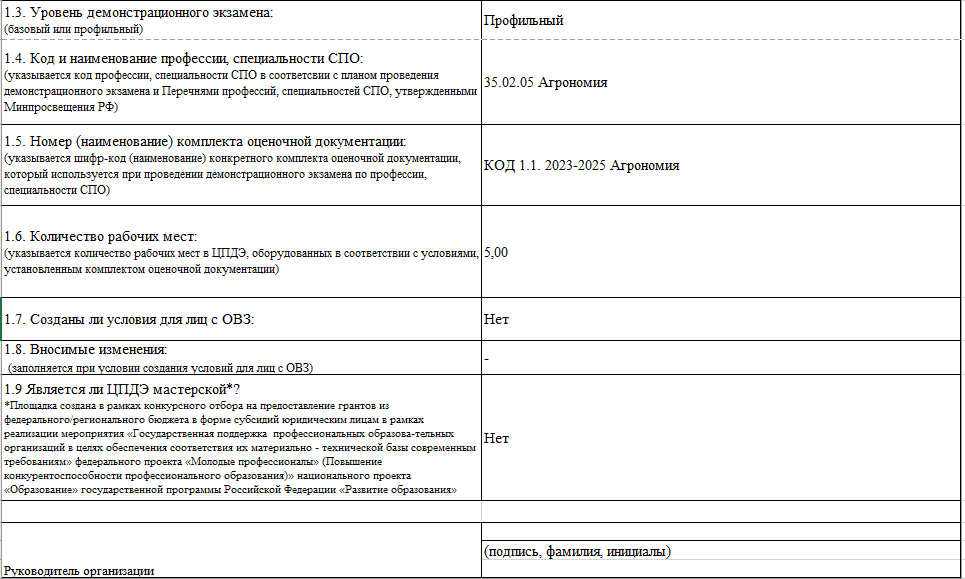 1.3. Уровень демонстрационного экзамена:
(базовый или профильный)
Профильный
1.4. Код и наименование профессии, специальности СПО:
(указывается код профессии, специальности СПО в соответсвии с планом проведения
демонстрационного экзамена и Перечнями профессий, специальностей СПО, утвержденными
Минпросвещения РФ)
35.02.05 Агрономия
1.5. Номер (наименование) комплекта оценочной документации:
(указывается шифр-код (наименование) конкретного комплекта оценочной документации,
который используется при проведении демонстрационного экзамена по профессии,
специальности СПО)
КОД 1.1. 2023-2025 Агрономия
1.6. Количество рабочих мест:
(указывается количество рабочих мест в ЦПДЭ, оборудованных в соответствии с условиями,
установленным комплектом оценочной документации)
5,00
1.7. Созданы ли условия для лиц с ОВЗ:
Нет
1.8. Вносимые изменения:
(заполняется при условии создания условий для лиц с ОВЗ)
-
1.9 Является ли ЦПДЭ мастерской*?
*Площадка создана в рамках конкурсного отбора на предоставление грантов из
федерального/регионального бюджета в форме субсидий юридическим лицам в рамках
реализации мероприятия «Государственная поддержка профессиональных образова-тельных
организаций в целях обеспечения соответствия их материально - технической базы современным
требованиям» федерального проекта «Молодые профессионалы» (Повышение
конкурентоспособности профессионального образования)» национального проекта
«Образование» государственной программы Российской Федерации «Развитие образования»
Нет
(подпись, фамилия, инициалы)
Руководитель организации